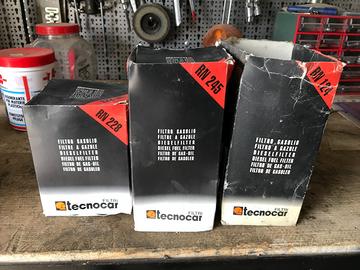 RN 228
FILTRO GASOLIO
FILTRE A GAZOLE
DIESELFILTER
DIESEL FUEL FILTER
FILTRO DE GAS-OIL
FILTRO DE GASOLEO
FILTRI
tecnocar
RN 245
FILTRO GASOLIO
FILTRE A GAZOLE
DIESELFILTER
DIESEL FUEL FILTER
FILTRO DE GAS-OIL
FILTRO DE GASOLEO
FILTRI
tecnocar
RN 124
FILTRO GASOLIO
FILTRE A GAZOLE
DIESELFILTER
DIESEL FUEL FILTER
FILTRO DE GAS-OIL
FILTRO DE GASOLEO
FILTRI
tecnocar